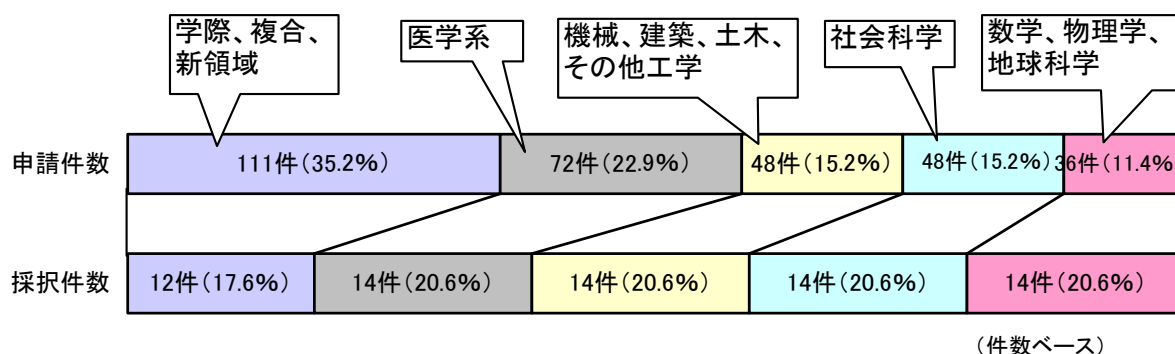 学際、複合、
新領域
医学系
機械、建築、土木、
その他工学
社会科学
数学、物理学、
地球科学
申請件数
111件（35.2%）
72件（22.9%）
48件（15.2%）
48件（15.2%）
36件（11.4%
採択件数
12件（17.6%）
14件（20.6%）
14件（20.6%）
14件（20.6%）
14件（20.6%）
（件数ベース）